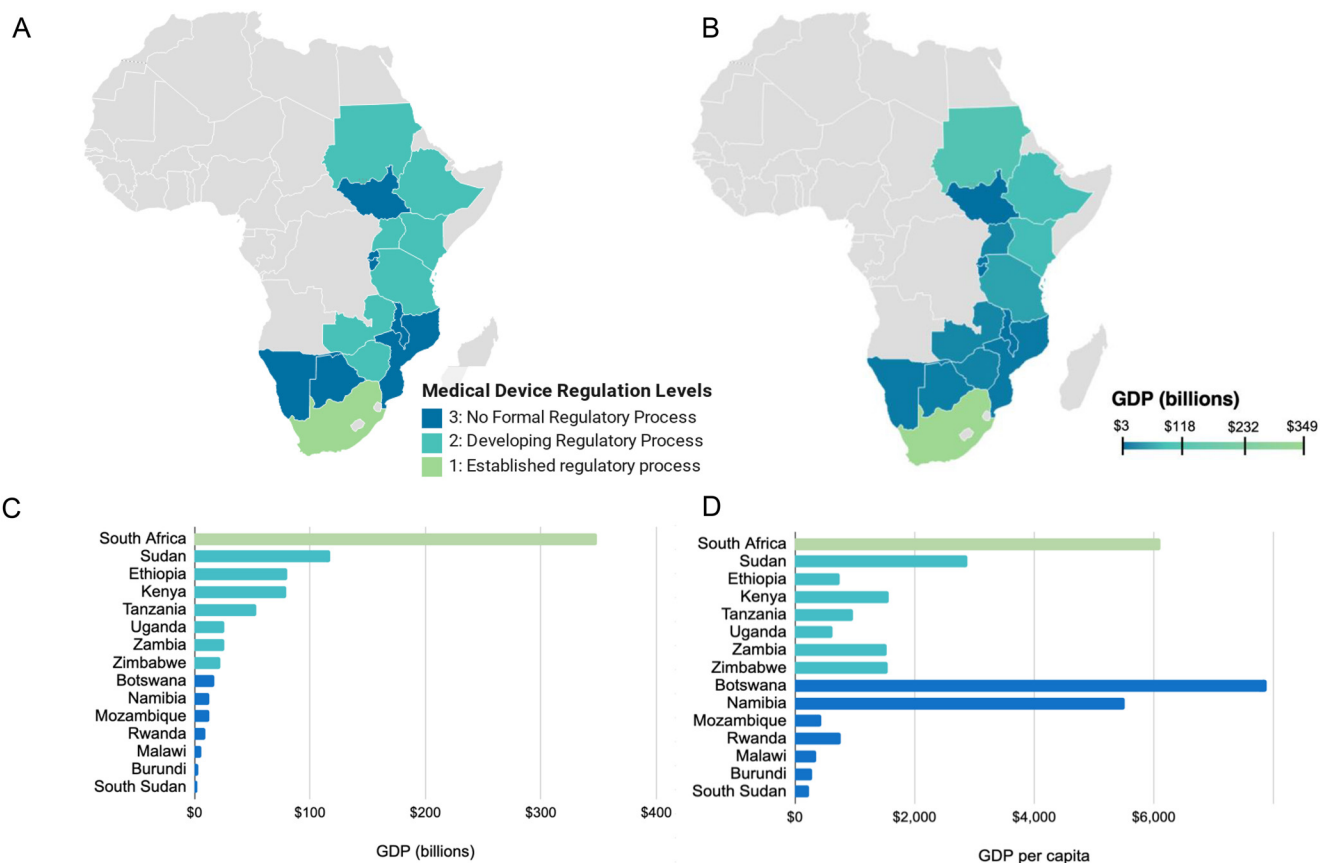 A
B
Medical Device Regulation Levels
3: No Formal Regulatory Process
2: Developing Regulatory Process
1: Established regulatory process
GDP (billions)
$3 $118 $232 $349
C
South Africa
Sudan
Ethiopia
Kenya
Tanzania
Uganda
Zambia
Zimbabwe
Botswana
Namibia
Mozambique
Rwanda
Malawi
Burundi
South Sudan
$0 $100 $200 $300 $400
GDP (billions)
D
South Africa
Sudan
Ethiopia
Kenya
Tanzania
Uganda
Zambia
Zimbabwe
Botswana
Namibia
Mozambique
Rwanda
Malawi
Burundi
South Sudan
$0 $2,000 $4,000 $6,000
GDP per capita